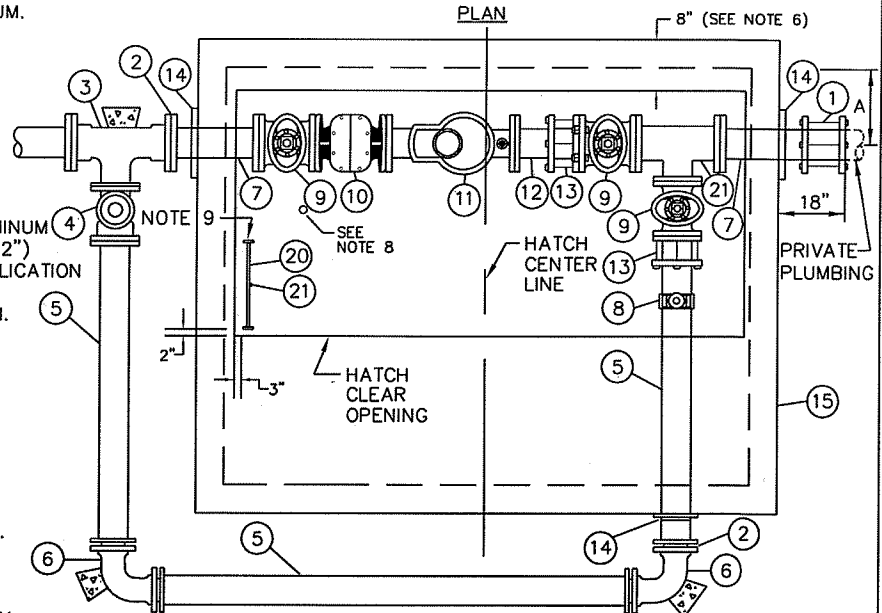 UM.
PLAN
8" (SEE NOTE 6)
2
14
3
14
1
A
7
9
10
11
12
13
9
21
7
18"
4
NOTE 9
SEE
NOTE 8
9
INIMUM
2")
LICATION
20
HATCH
CENTER
LINE
13
PRIVATE
PLUMBING
21
5
8
2"
3"
HATCH
CLEAR
OPENING
5
15
5
14
2
6
6